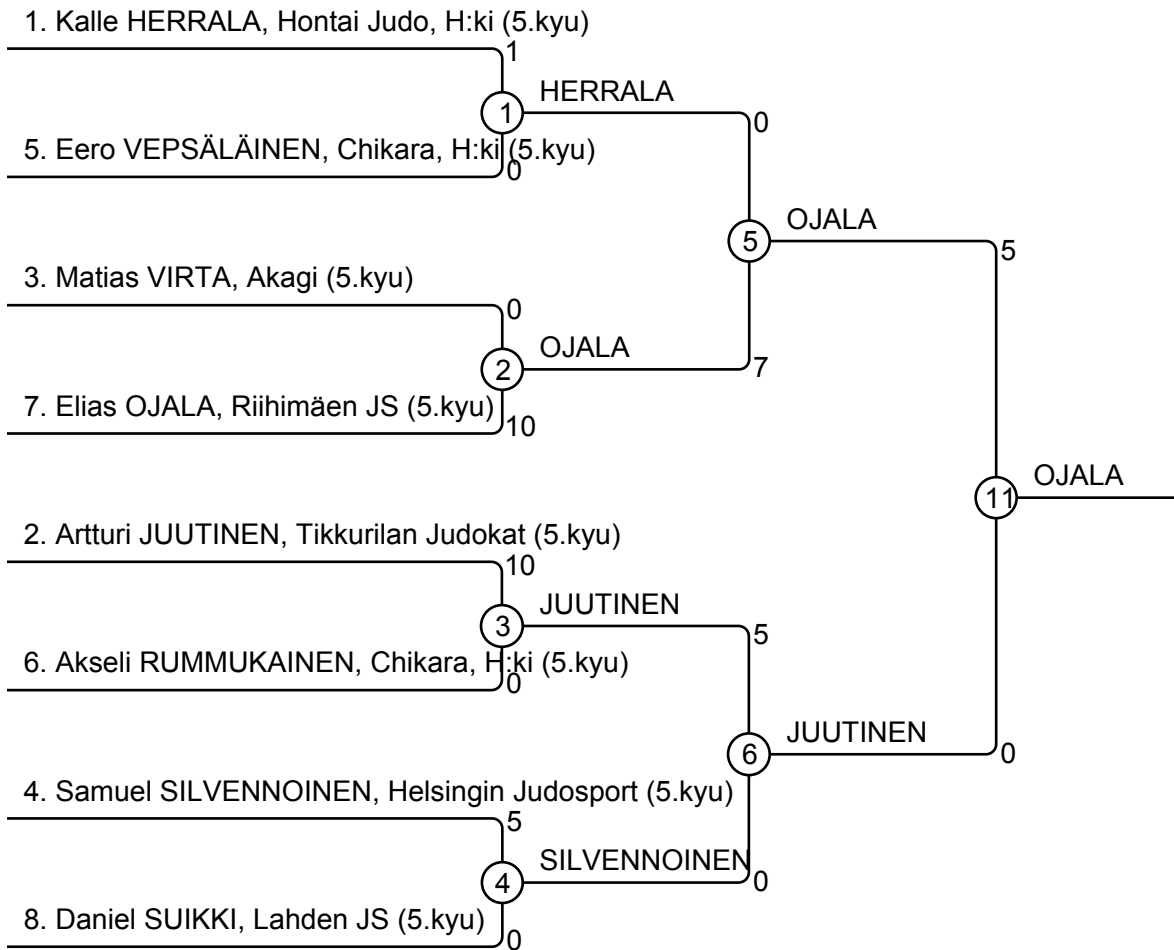 1. Kalle HERRALA, Hontai Judo, H:ki (5.kyu)
1
1
HERRALA
0
5. Eero VEPSÄLÄINEN, Chikara, H:ki (5.kyu)
0
5
OJALA
5
3. Matias VIRTA, Akagi (5.kyu)
0
2
OJALA
7
7. Elias OJALA, Riihimäen JS (5.kyu)
10
11
OJALA
2. Artturi JUUTINEN, Tikkurilan Judokat (5.kyu)
10
3
JUUTINEN
5
6. Akseli RUMMUKAINEN, Chikara, H:ki (5.kyu)
0
6
JUUTINEN
0
4. Samuel SILVENNOINEN, Helsingin Judosport (5.kyu)
5
4
SILVENNOINEN
0
8. Daniel SUIKKI, Lahden JS (5.kyu)
0